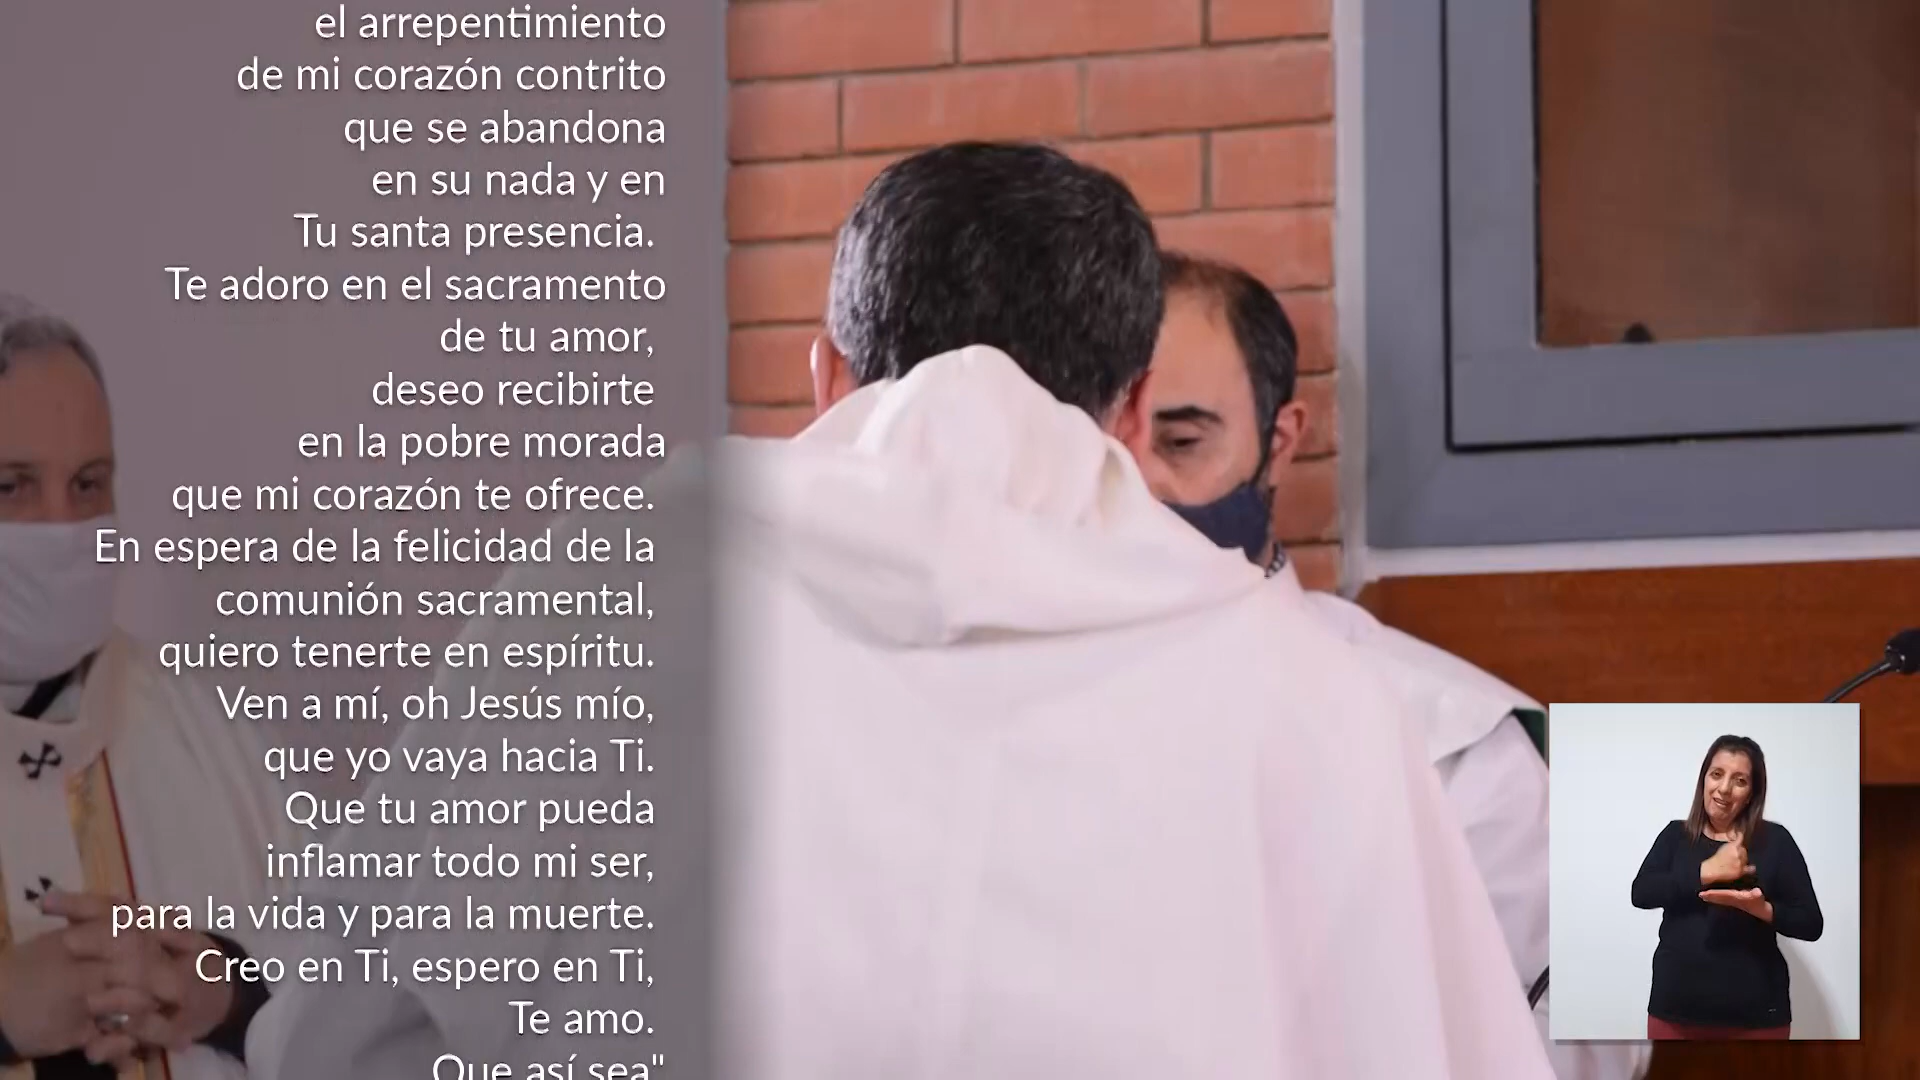 el arrepentimiento
de mi corazón contrito
que se abandona
en su nada y en
Tu santa presencia.
Te adoro en el sacramento
de tu amor,
deseo recibirte
en la pobre morada
que mi corazón te ofrece.
En espera de la felicidad de la
comunión sacramental,
quiero tenerte en espíritu.
Ven a mí, oh Jesús mío,
que yo vaya hacia Ti.
Que tu amor pueda
inflamar todo mi ser,
para la vida y para la muerte.
Creo en Ti, espero en Ti,
Te amo.
Que así sea"